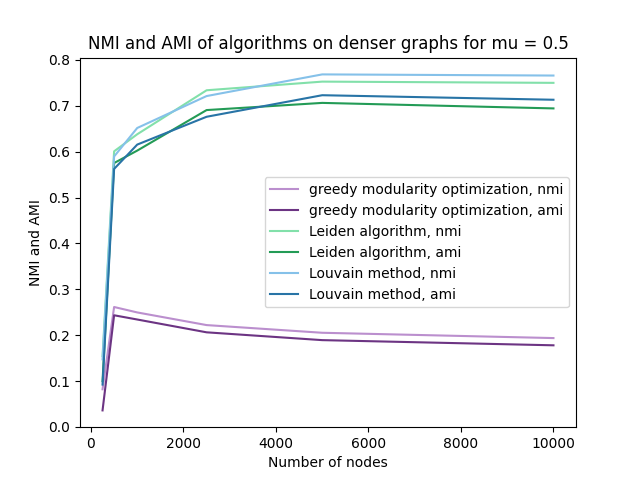 NMI and AMI of algorithms on denser graphs for mu = 0.5
0.8
0.7
0.6
0.5
0.4
0.3
0.2
0.1
0.0
NMI and AMI
greedy modularity optimization, nmi
greedy modularity optimization, ami
Leiden algorithm, nmi
Leiden algorithm, ami
Louvain method, nmi
Louvain method, ami
0 2000 4000 6000 8000 10000
Number of nodes